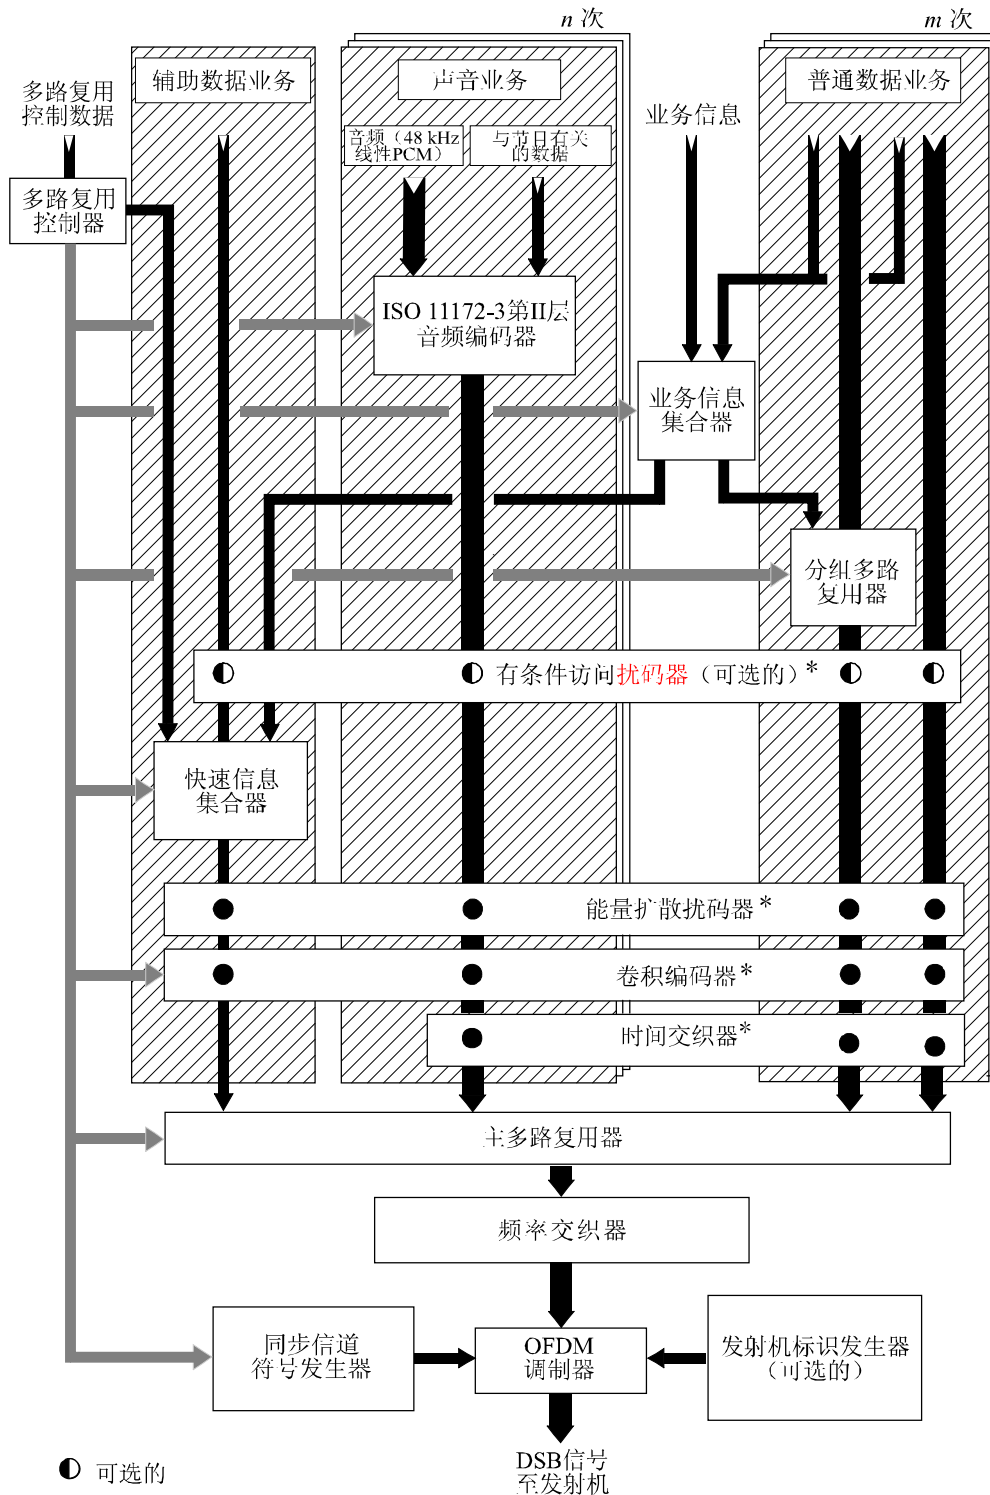 n 次
m 次
辅助数据业务
声音业务
普通数据业务
多路复用
控制数据
业务信息
音频（48 kHz
线性PCM）
与节目有关
的数据
多路复用
控制器
ISO 11172-3第II层
音频编码器
业务信息
集合器
分组多路
复用器
有条件访问扰码器（可选的）*
快速信息
集合器
能量扩散扰码器*
卷积编码器*
时间交织器*
主多路复用器
频率交织器
同步信道
符号发生器
OFDM
调制器
发射机标识发生器
（可选的）
DSB信号
至发射机
可选的